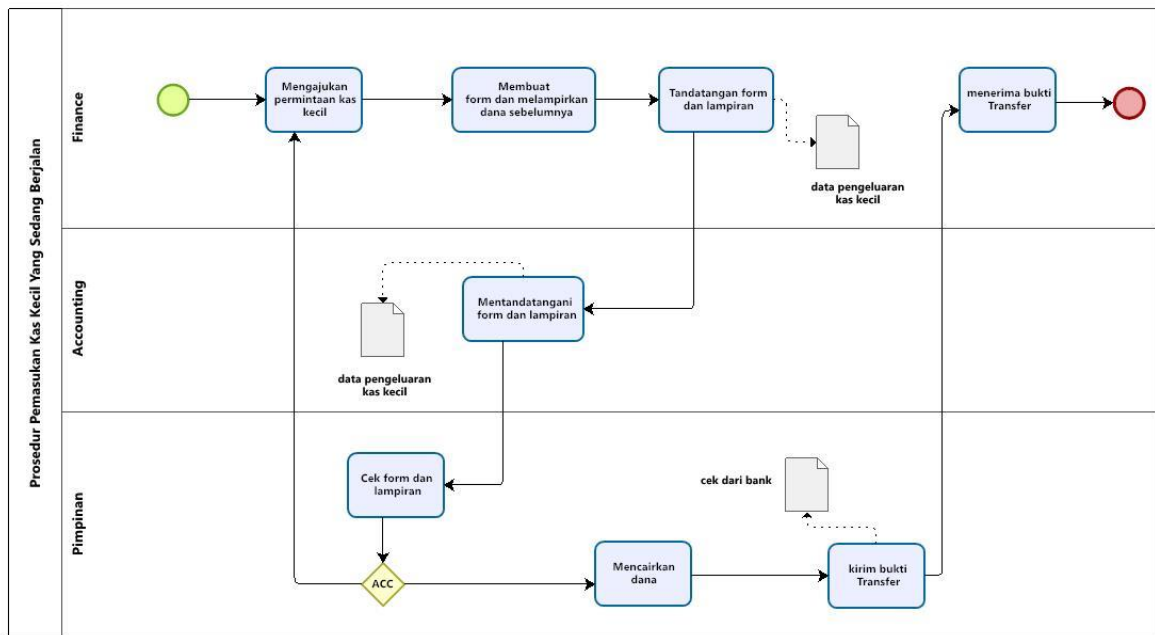 Prosedur Pemasukan Kas Kecil Yang Sedang Berjalan
Finance
Mengajukan
permintaan kas
kecil
Membuat
form dan melampirkan
dana sebelumnya
Tandatangan form
dan lampiran
data pengeluaran
kas kecil
menerima bukti
Transfer
Accounting
Mentandatangani
form dan lampiran
data pengeluaran
kas kecil
Pimpinan
Cek form dan
lampiran
ACC
Mencairkan
dana
cek dari bank
kirim bukti
Transfer